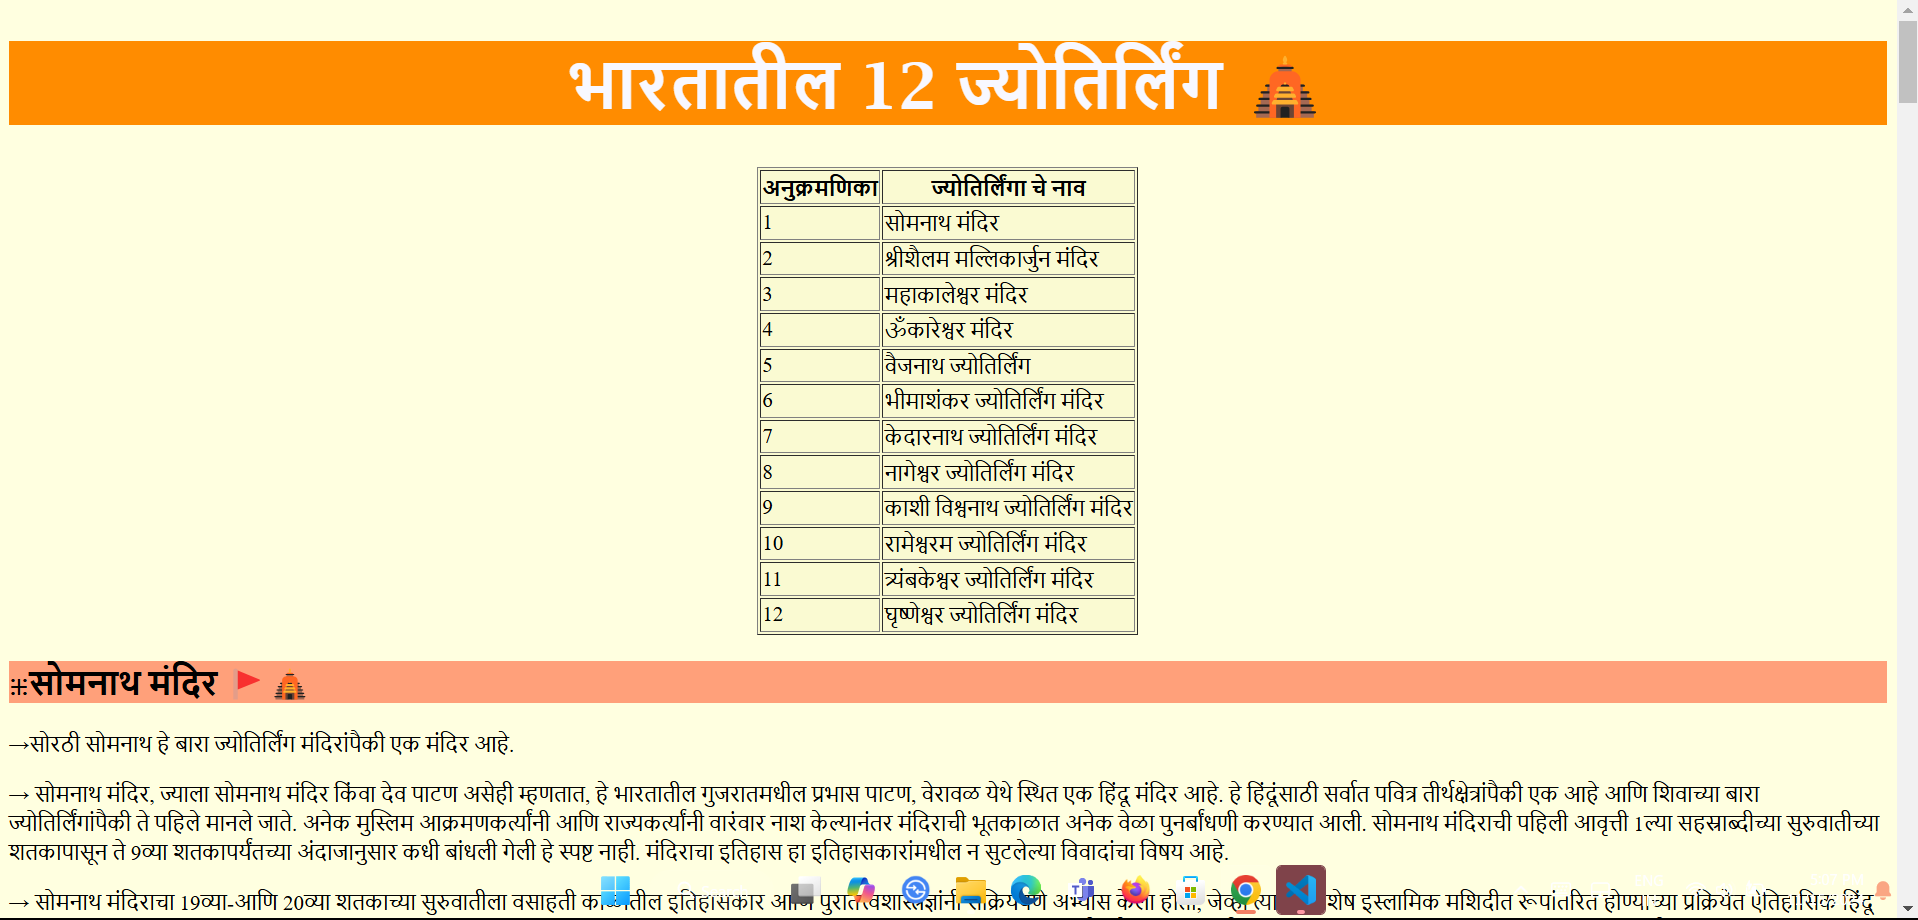 भारतातील 12 ज्योतिर्लिंग
अनुक्रमणिका ज्योतिर्लिंगा चे नाव
1 सोमनाथ मंदिर
2 श्रीशैलम मल्लिकार्जुन मंदिर
3 महाकालेश्वर मंदिर
4 ॐकारेश्वर मंदिर
5 वैजनाथ ज्योतिर्लिंग
6 भीमाशंकर ज्योतिर्लिंग मंदिर
7 केदारनाथ ज्योतिर्लिंग मंदिर
8 नागेश्वर ज्योतिर्लिंग मंदिर
9 काशी विश्वनाथ ज्योतिर्लिंग मंदिर
10 रामेश्वरम ज्योतिर्लिंग मंदिर
11 त्र्यंबकेश्वर ज्योतिर्लिंग मंदिर
12 घृष्णेश्वर ज्योतिर्लिंग मंदिर
सोमनाथ मंदिर
→सोरठी सोमनाथ हे बारा ज्योतिर्लिंग मंदिरांपैकी एक मंदिर आहे.
→ सोमनाथ मंदिर, ज्याला सोमनाथ मंदिर किंवा देव पाटण असेही म्हणतात, हे भारतातील गुजरातमधील प्रभास पाटण, वेरावळ येथे स्थित एक हिंदू मंदिर आहे. हे हिंदूंसाठी सर्वात पवित्र तीर्थक्षेत्रांपैकी एक आहे आणि शिवाच्या बारा
ज्योतिर्लिंगांपैकी ते पहिले मानले जाते. अनेक मुस्लिम आक्रमणकर्त्यांनी आणि राज्यकर्त्यांनी वारंवार नाश केल्यानंतर मंदिराची भूतकाळात अनेक वेळा पुनर्बांधणी करण्यात आली. सोमनाथ मंदिराची पहिली आवृत्ती 1ल्या सहस्राब्दीच्या सुरुवातीच्या
शतकापासून ते 9व्या शतकापर्यंतच्या अंदाजानुसार कधी बांधली गेली हे स्पष्ट नाही. मंदिराचा इतिहास हा इतिहासकारांमधील न सुटलेल्या विवादांचा विषय आहे.
→ सोमनाथ मंदिराचा 19व्या-आणि 20व्या शतकाच्या सुरुवातीला वसाहती इतिहासकार आणि पुरातत्वशास्त्रज्ञांनी अभ्यास केला होता, इस्लामिक मशिदीत रूपांतरित होण्याच्या प्रक्रियेत ऐतिहासिक हिंदू